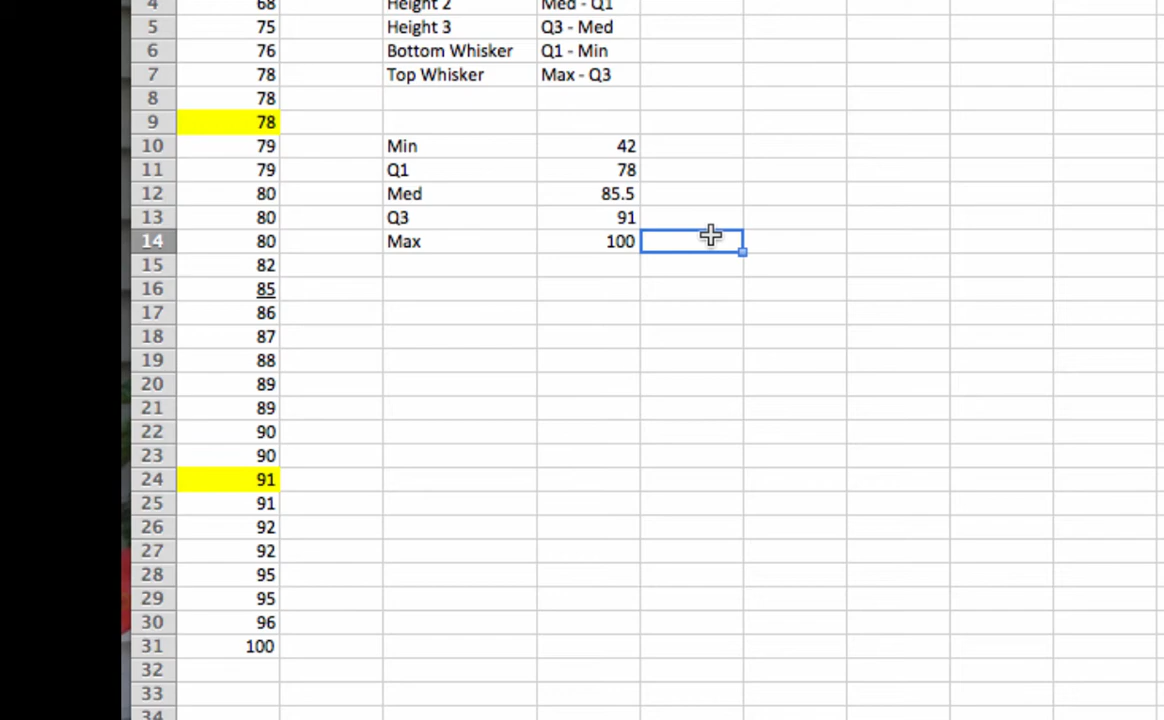 4 68 Height 2 Med - Q1
5 75 Height 3 Q3 - Med
6 76 Bottom Whisker Q1 - Min
7 78 Top Whisker Max - Q3
8 78
9 78
10 79 Min 42
11 79 Q1 78
12 80 Med 85.5
13 80 Q3 91
14 80 Max 100
15 82
16 85
17 86
18 87
19 88
20 89
21 89
22 90
23 90
24 91
25 91
26 92
27 92
28 95
29 95
30 96
31 100
32
33
34